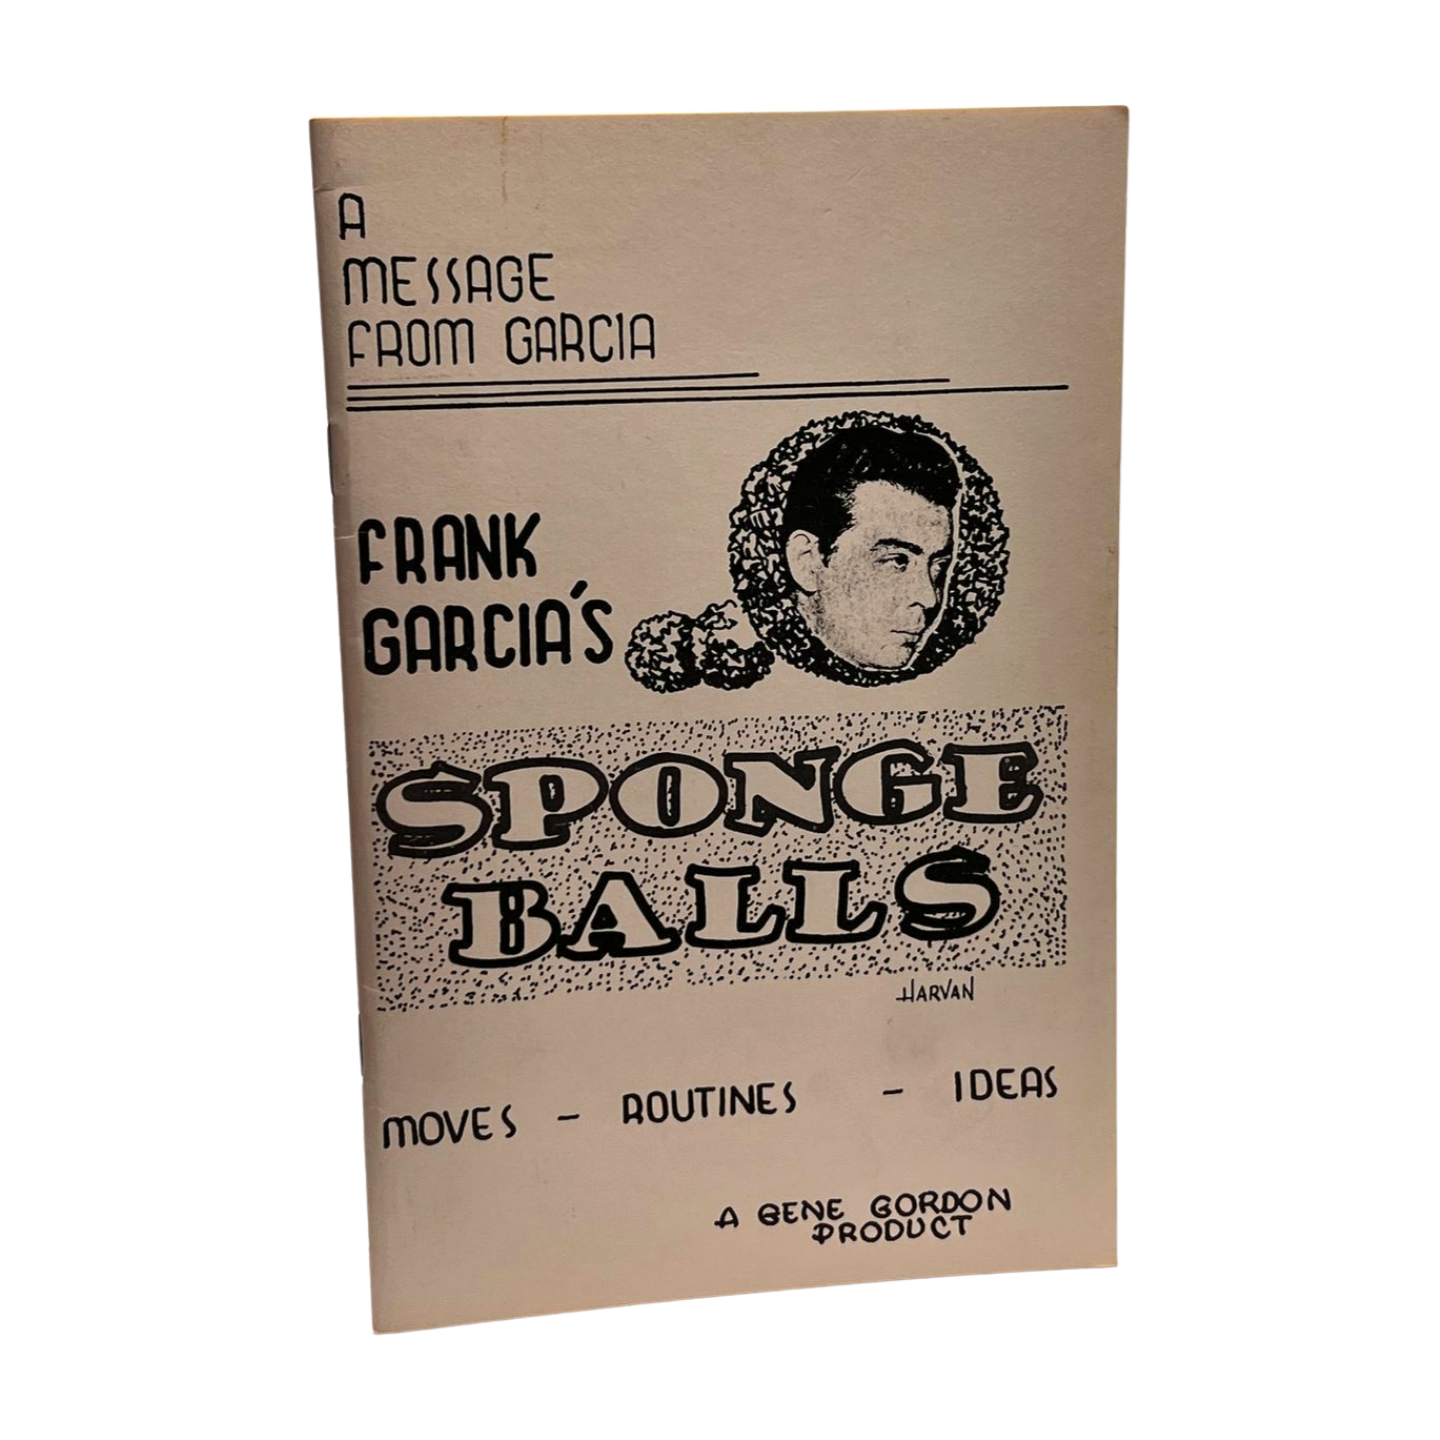 A
MESSAGE
FROM GARCIA
FRANK
GARCIA'S
SPONGE
BALLS
HARVAN
MOVES - ROUTINES - IDEAS
A GENE GORDON
PRODUCT